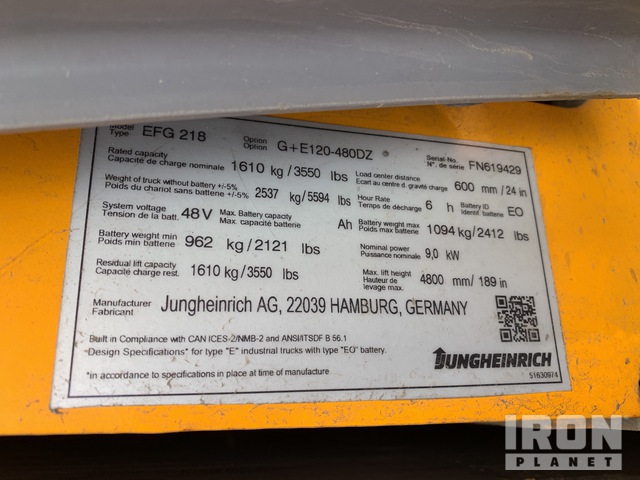 Model Type EFG 218 Option Option G+E120-480DZ Serial-No. N°. de série FN619429
Rated capacity Capacité de charge nominale 1610 kg/3550 lbs Load center distance Ecart au centre d. gravité charge 600 mm/24 in
Weight of truck without battery +/-5% Poids du chariot sans batterie +/-5% 2537 kg/5594 lbs Hour Rate Temps de décharge 6 h Battery ID Identit. batterie EO
System voltage Tension de la batt. 48V Max. Battery capacity Max. capacité batterie Ah Battery weight max Poids maximum batterie 1094 kg/2412 lbs
Battery weight min Poids mini batterie 962 kg/2121 lbs Nominal power Puissance nominale 9,0 kW
Residual lift capacity Capacité charge rest. 1610 kg/3550 lbs Max. lift height Hauteur de levage max. 4800 mm/189 in
Manufacturer Fabricant Jungheinrich AG, 22039 HAMBURG, GERMANY
Built in Compliance with CAN ICES-2/NMB-2 and ANSI/ITSDF B 56.1
"Design Specifications" for type "E" industrial trucks with type "EO" battery.
*in accordance to specifications in place at time of manufacture
JUNGHEINRICH
51630974
IRON
PLANET